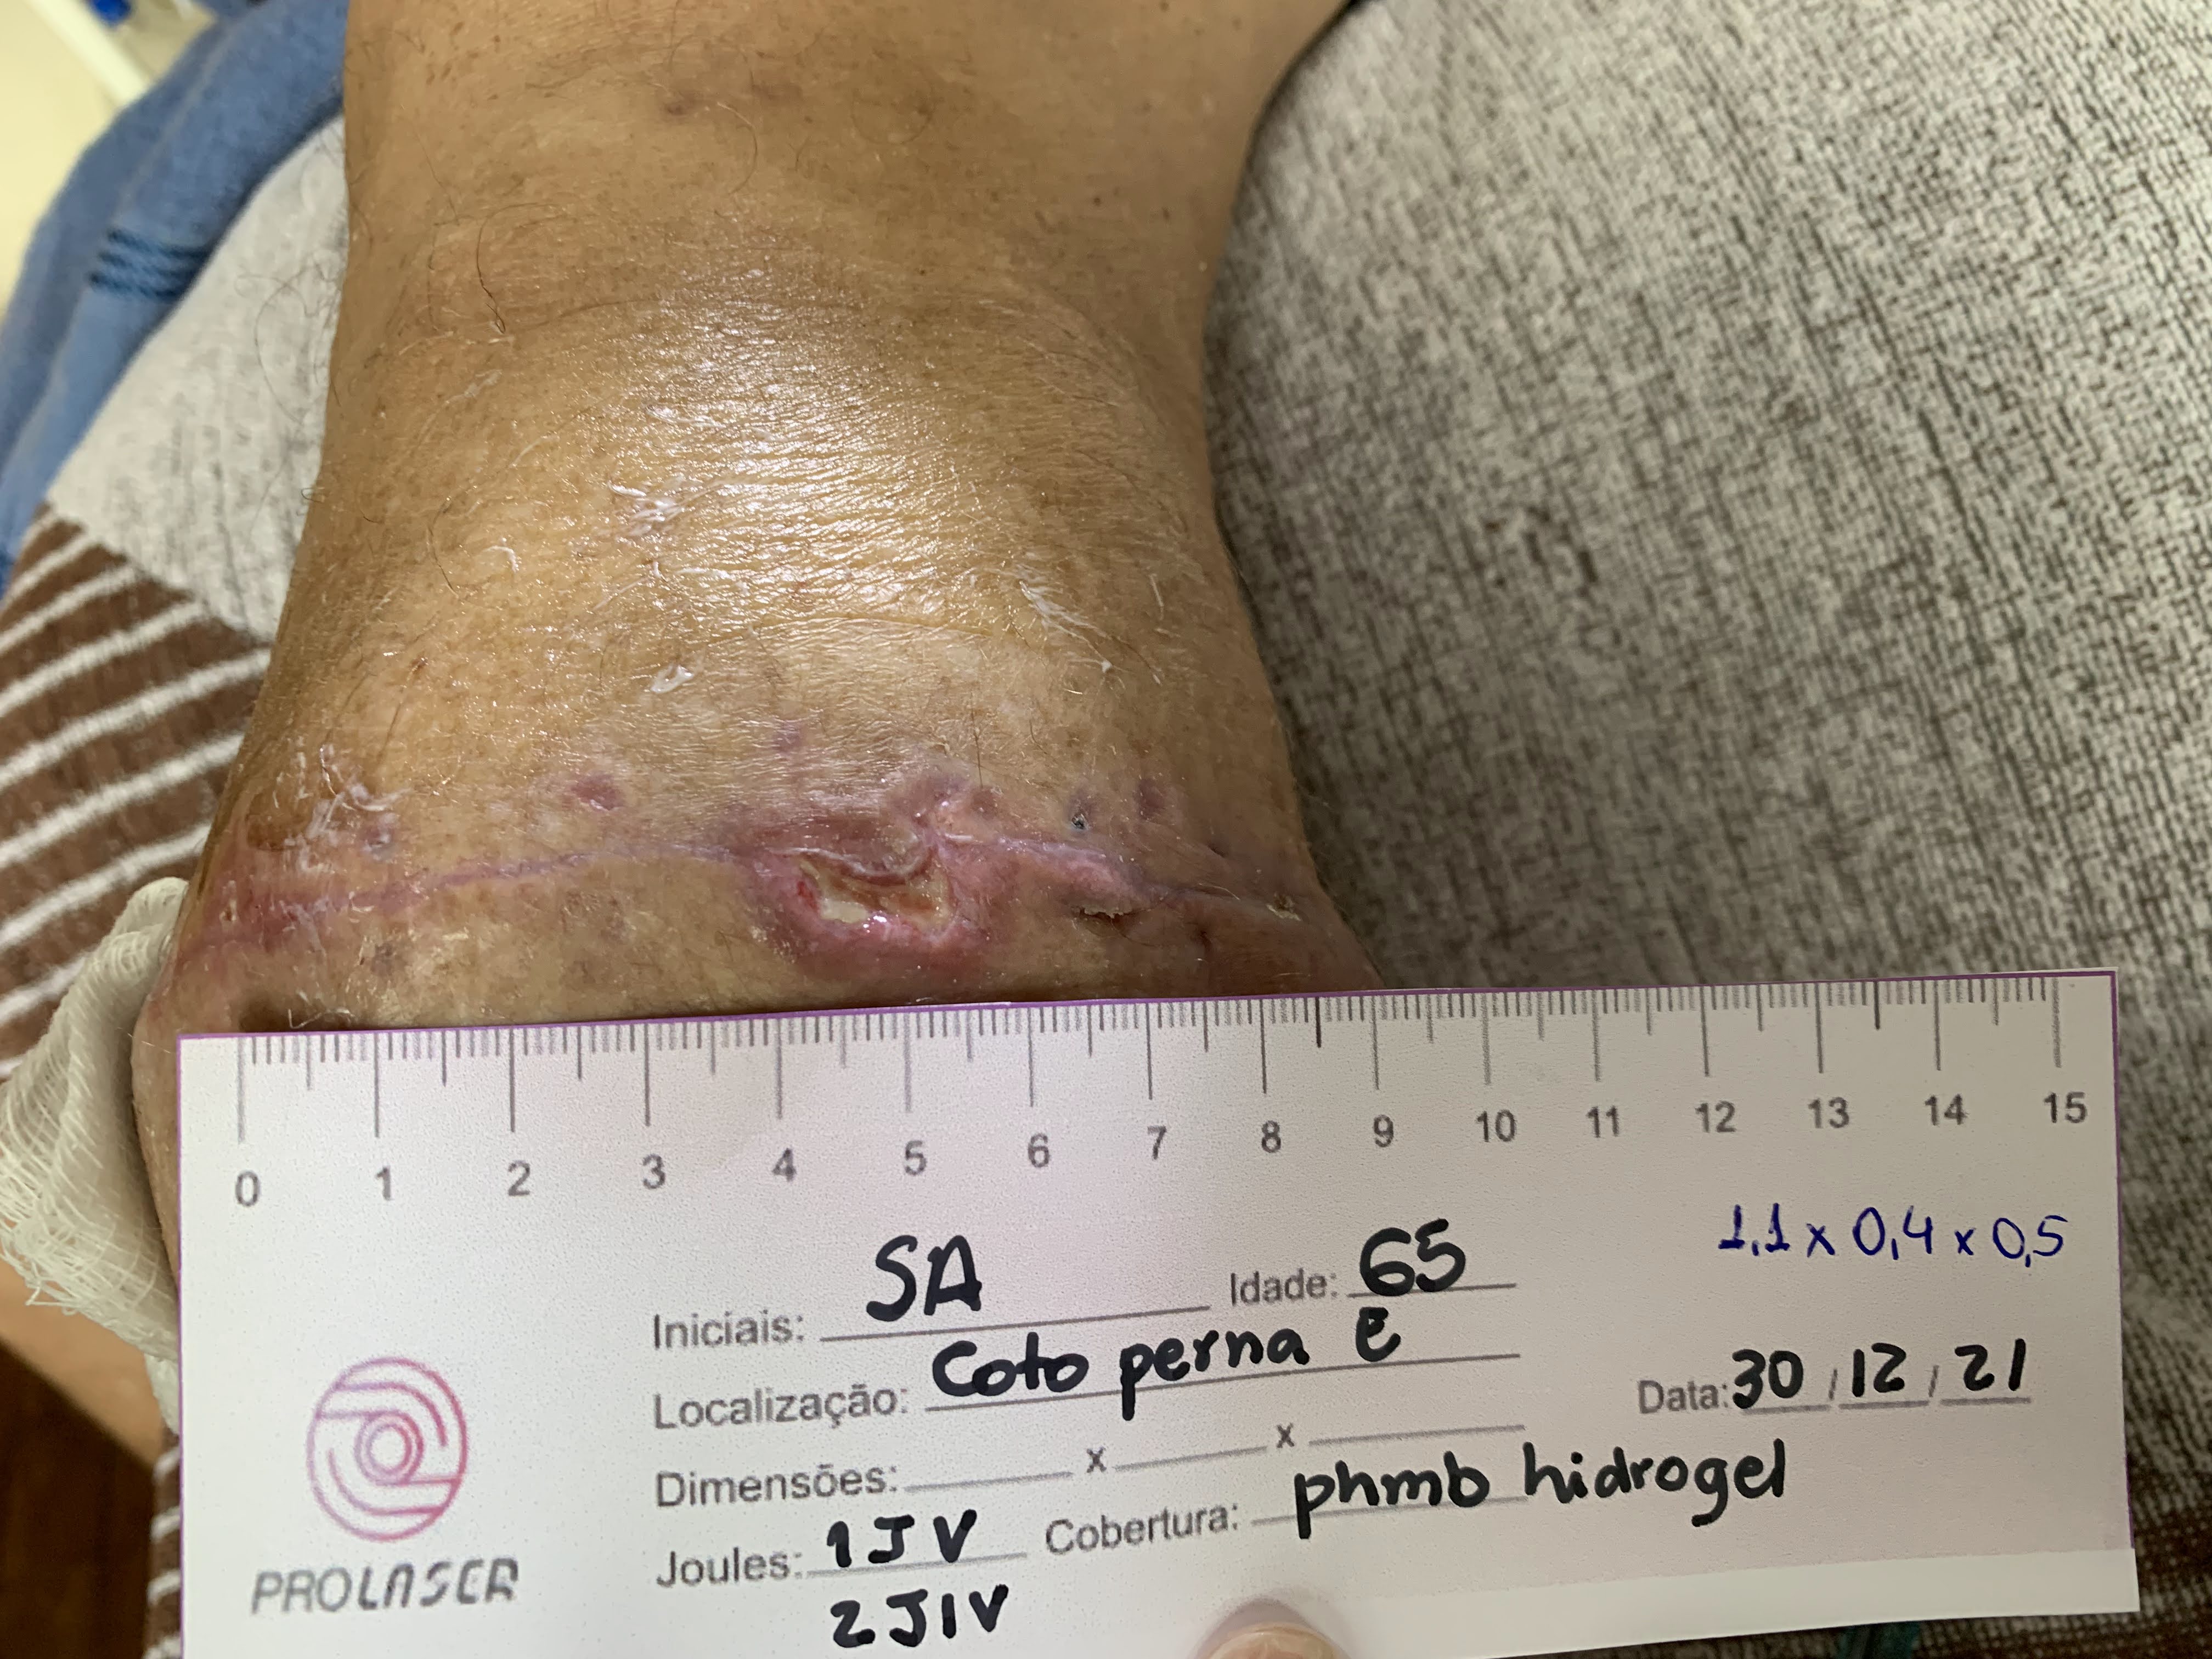 0 1 2 3 4 5 6 7 8 9 10 11 12 13 14 15
1,1 x 0,4 x 0,5
Iniciais: SA Idade: 65
Localização: Coto perna E Data: 30 / 12 / 21
Dimensões: x x
Joules: 1JV Cobertura: phmb hidrogel
2JIV
PROLASER